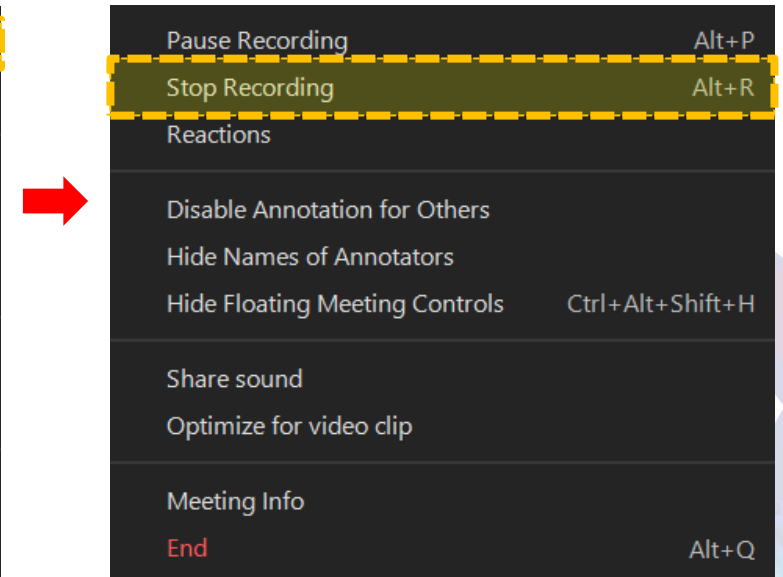 Pause Recording Alt+P
Stop Recording Alt+R
Reactions
Disable Annotation for Others
Hide Names of Annotators
Hide Floating Meeting Controls Ctrl+Alt+Shift+H
Share sound
Optimize for video clip
Meeting Info
End Alt+Q